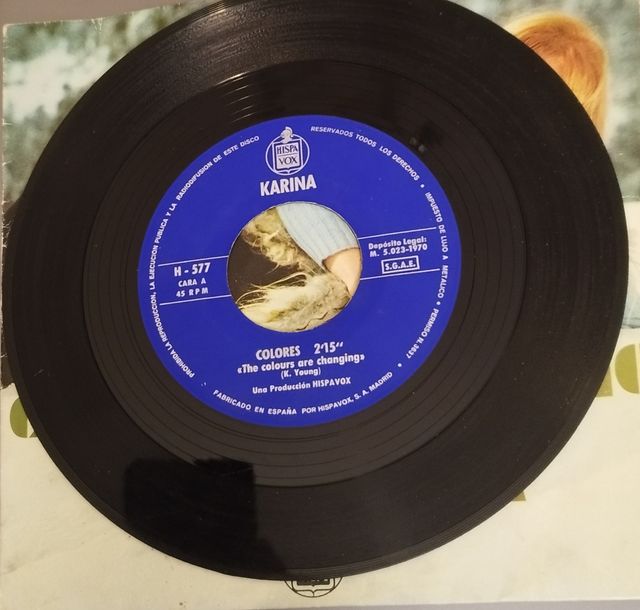 PROHIBIDA LA REPRODUCCION, LA EJECUCION PUBLICA Y LA RADIODIFUSION DE ESTE DISCO
RESERVADOS TODOS LOS DERECHOS • IMPUESTO DE LUJO A METALICO • PERMISO N. 5637
HISPA
VOX
KARINA
H - 577
CARA A
45 R P M
Depósito Legal:
M. 5.023-1970
S.G.A.E.
COLORES 2'15"
«The colours are changing»
(K. Young)
Una Producción HISPAVOX
FABRICADO EN ESPAÑA POR HISPAVOX, S. A. MADRID